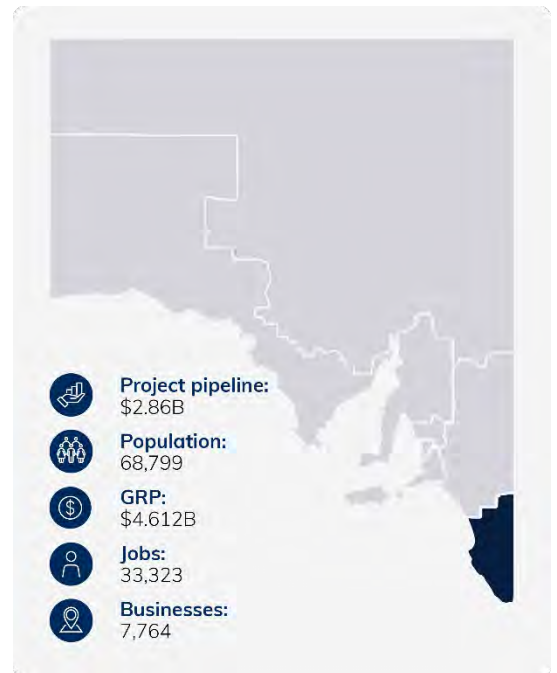 Project pipeline:
$2.86B
Population:
68,799
GRP:
$4.612B
Jobs:
33,323
Businesses:
7,764